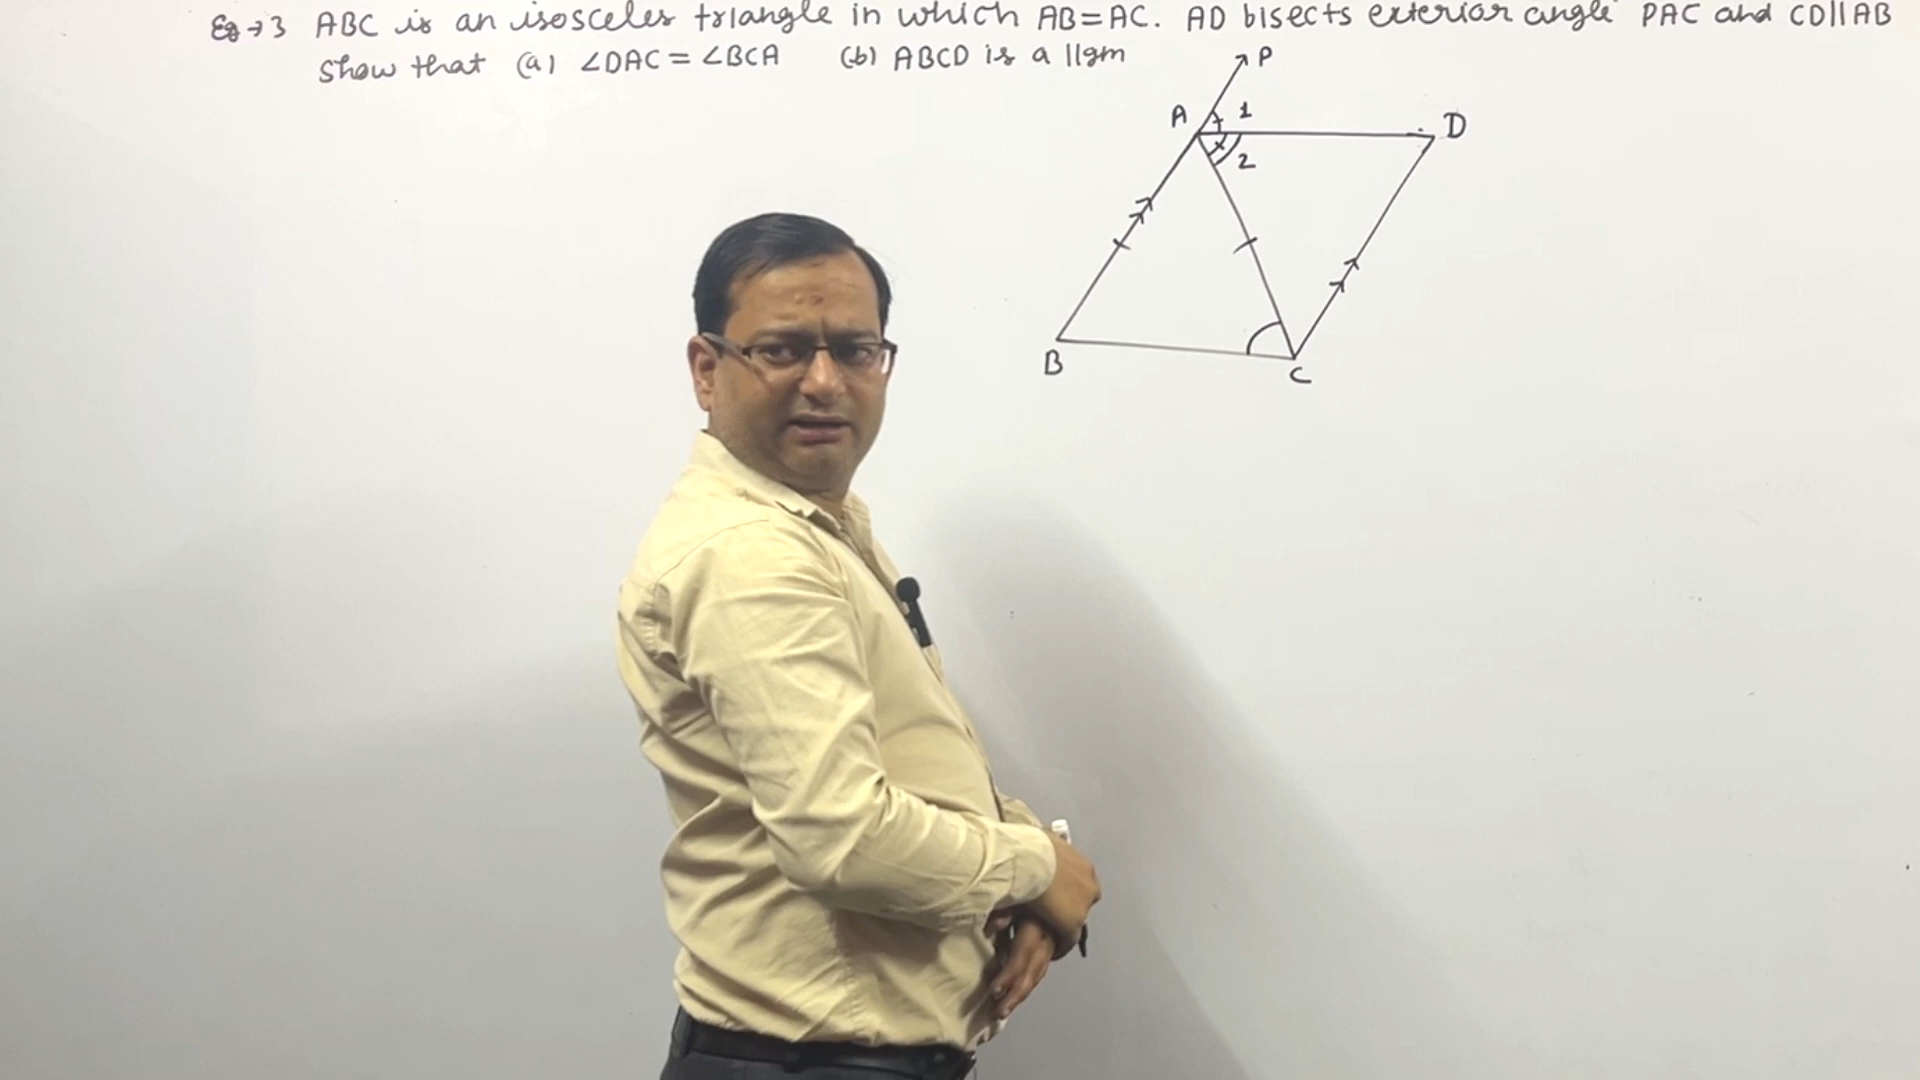 Eg→3 ABC is an isosceles triangle in which AB=AC. AD bisects exterior angle PAC and CD||AB
Show that (a) ∠DAC = ∠BCA (b) ABCD is a ||gm
P
A 1 D
2
B
C